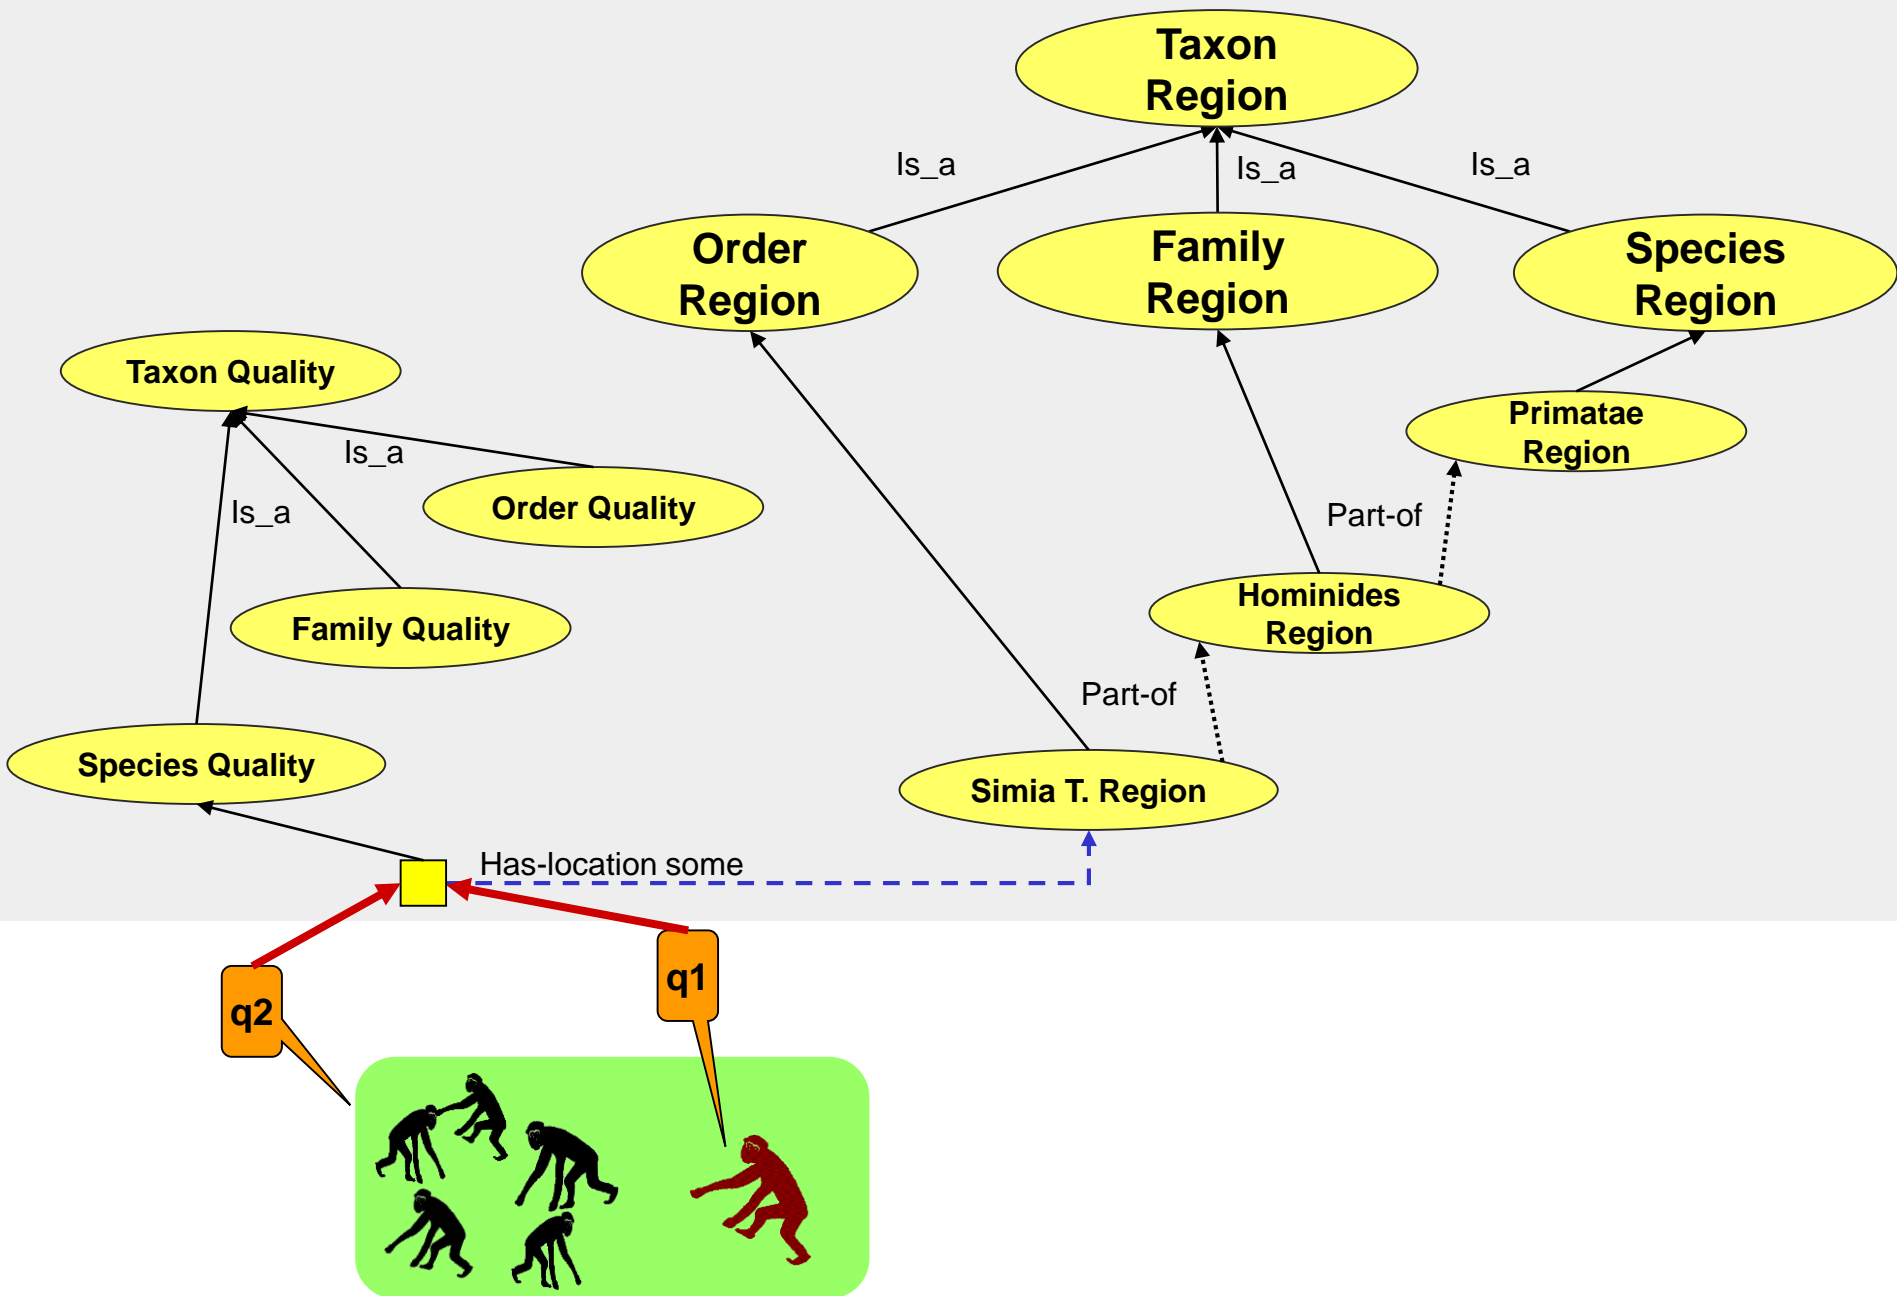 Taxon
Region
Is_a
Is_a
Is_a
Order
Region
Family
Region
Species
Region
Taxon Quality
Is_a
Primatae
Region
Order Quality
Is_a
Part-of
Family Quality
Hominides
Region
Part-of
Species Quality
Simia T. Region
Has-location some
q1
q2